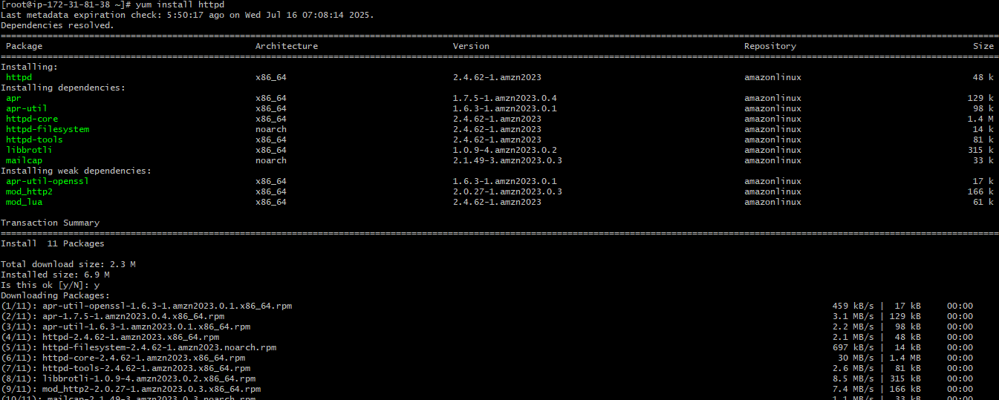 [root@ip-172-31-81-38 ~]# yum install httpd
Last metadata expiration check: 5:50:17 ago on Wed Jul 16 07:08:14 2025.
Dependencies resolved.
Package Architecture Version Repository Size
Installing:
httpd x86_64 2.4.62-1.amzn2023 amazonlinux 48 k
Installing dependencies:
apr x86_64 1.7.5-1.amzn2023.0.4 amazonlinux 129 k
apr-util x86_64 1.6.3-1.amzn2023.0.1 amazonlinux 98 k
httpd-core x86_64 2.4.62-1.amzn2023 amazonlinux 1.4 M
httpd-filesystem noarch 2.4.62-1.amzn2023 amazonlinux 14 k
httpd-tools x86_64 2.4.62-1.amzn2023 amazonlinux 81 k
libbrotli x86_64 1.0.9-4.amzn2023.0.2 amazonlinux 315 k
mailcap noarch 2.1.49-3.amzn2023.0.3 amazonlinux 33 k
Installing weak dependencies:
apr-util-openssl x86_64 1.6.3-1.amzn2023.0.1 amazonlinux 17 k
mod_http2 x86_64 2.0.27-1.amzn2023.0.3 amazonlinux 166 k
mod_lua x86_64 2.4.62-1.amzn2023 amazonlinux 61 k
Transaction Summary
Install 11 Packages
Total download size: 2.3 M
Installed size: 6.9 M
Is this ok [y/N]: y
Downloading Packages:
(1/11): apr-util-openssl-1.6.3-1.amzn2023.0.1.x86_64.rpm 459 kB/s | 17 kB 00:00
(2/11): apr-1.7.5-1.amzn2023.0.4.x86_64.rpm 3.1 MB/s | 129 kB 00:00
(3/11): apr-util-1.6.3-1.amzn2023.0.1.x86_64.rpm 2.2 MB/s | 98 kB 00:00
(4/11): httpd-2.4.62-1.amzn2023.x86_64.rpm 2.1 MB/s | 48 kB 00:00
(5/11): httpd-filesystem-2.4.62-1.amzn2023.noarch.rpm 697 kB/s | 14 kB 00:00
(6/11): httpd-core-2.4.62-1.amzn2023.x86_64.rpm 30 MB/s | 1.4 MB 00:00
(7/11): httpd-tools-2.4.62-1.amzn2023.x86_64.rpm 2.6 MB/s | 81 kB 00:00
(8/11): libbrotli-1.0.9-4.amzn2023.0.2.x86_64.rpm 8.5 MB/s | 315 kB 00:00
(9/11): mod_http2-2.0.27-1.amzn2023.0.3.x86_64.rpm 7.4 MB/s | 166 kB 00:00
(10/11): mailcap-2.1.49-3.amzn2023.0.3.noarch.rpm 1.1 MB/s | 33 kB 00:00